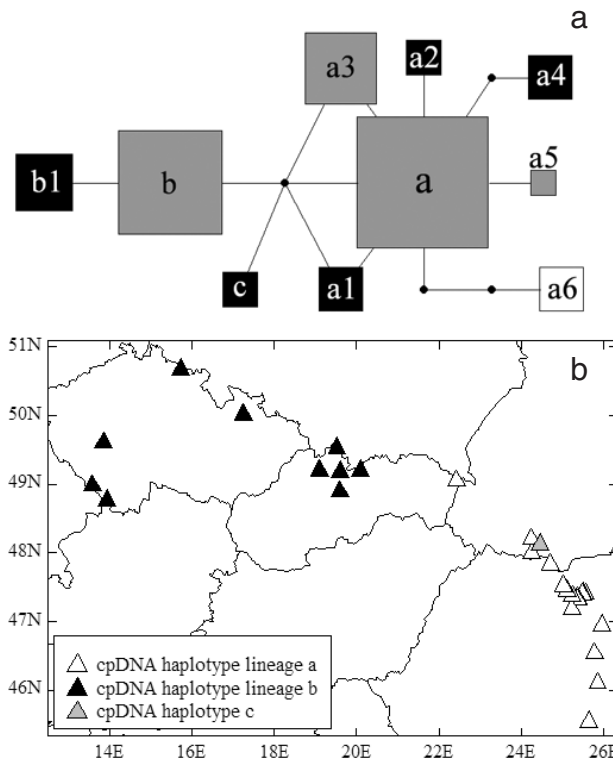 a
a3
a2
a4
b1
b
a
a5
c
a1
a6
b
51N
50N
49N
48N
47N
46N
cpDNA haplotype lineage a
cpDNA haplotype lineage b
cpDNA haplotype c
14E 16E 18E 20E 22E 24E 26E